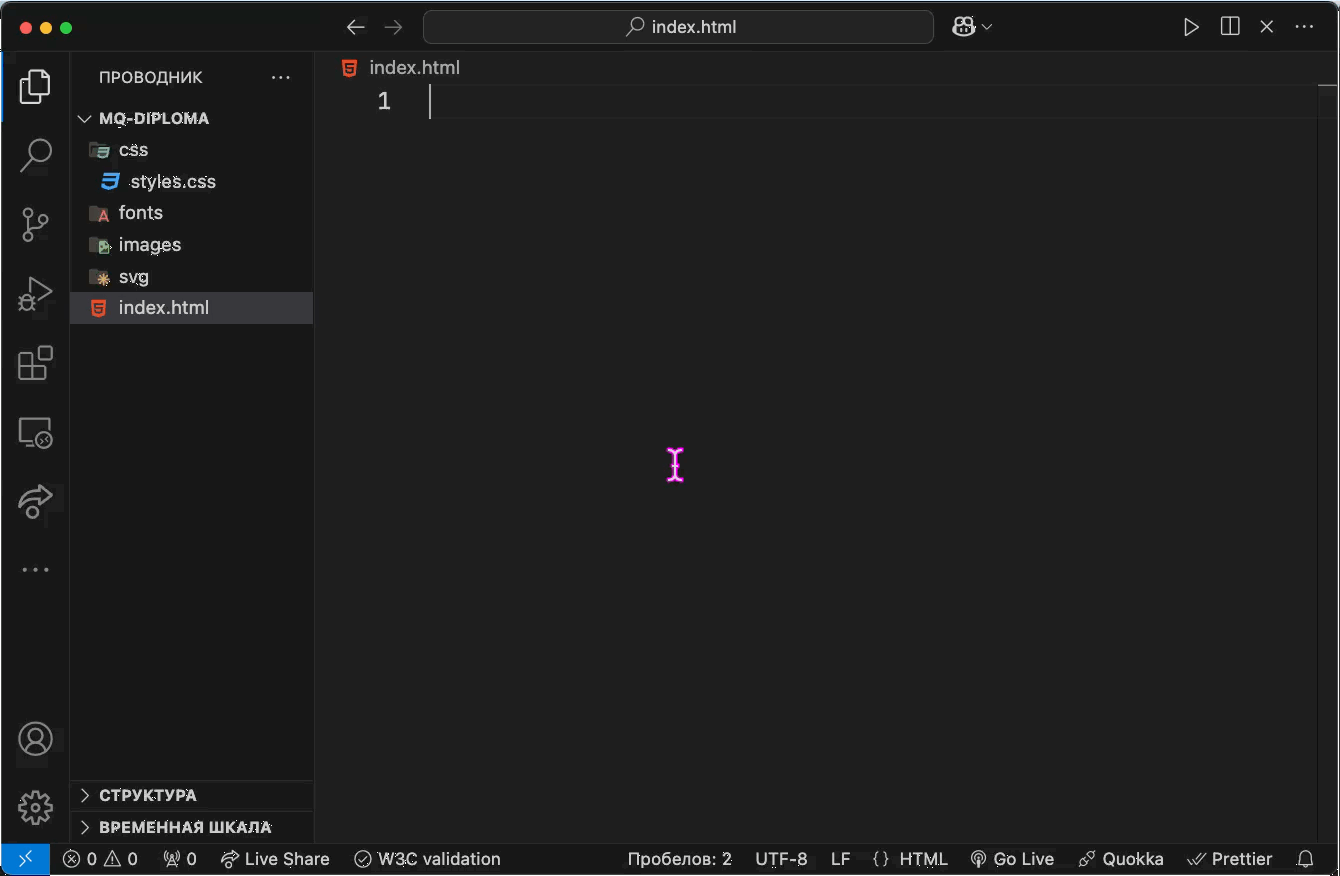 index.html
ПРОВОДНИК
MQ-DIPLOMA
css
styles.css
fonts
images
svg
index.html
СТРУКТУРА
ВРЕМЕННАЯ ШКАЛА
index.html
1
0 0 0 Live Share W3C validation Пробелов: 2 UTF-8 LF {} HTML Go Live Quokka Prettier